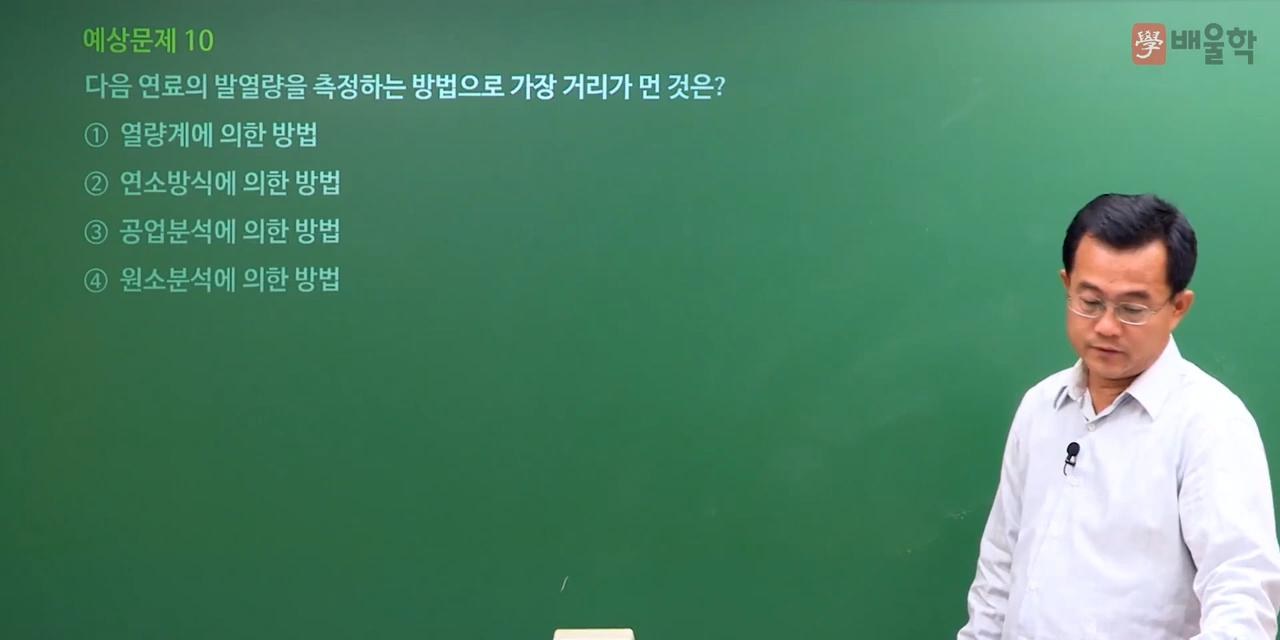 예상문제 10
學 배울학
다음 연료의 발열량을 측정하는 방법으로 가장 거리가 먼 것은?
① 열량계에 의한 방법
② 연소방식에 의한 방법
③ 공업분석에 의한 방법
④ 원소분석에 의한 방법